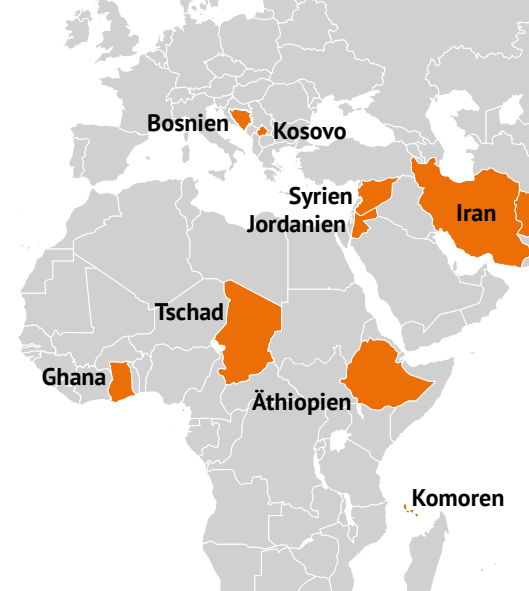 Bosnien
Kosovo
Syrien
Jordanien
Iran
Tschad
Ghana
Äthiopien
Komoren